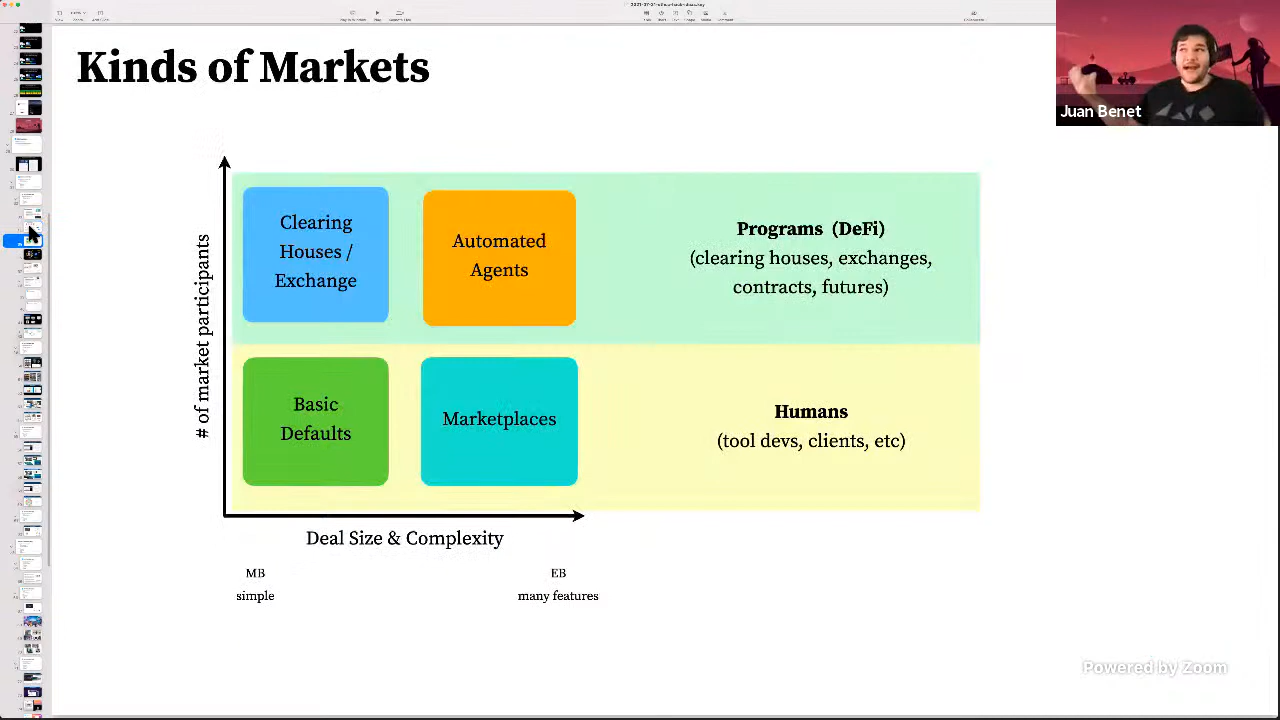 Kinds of Markets
Juan Benet
# of market participants
Clearing
Houses /
Exchange
Automated
Agents
Programs (DeFi)
(clearing houses, exchanges,
contracts, futures)
Basic
Defaults
Marketplaces
Humans
(tool devs, clients, etc)
Deal Size & Complexity
MB
EB
simple
many features
Powered by Zoom